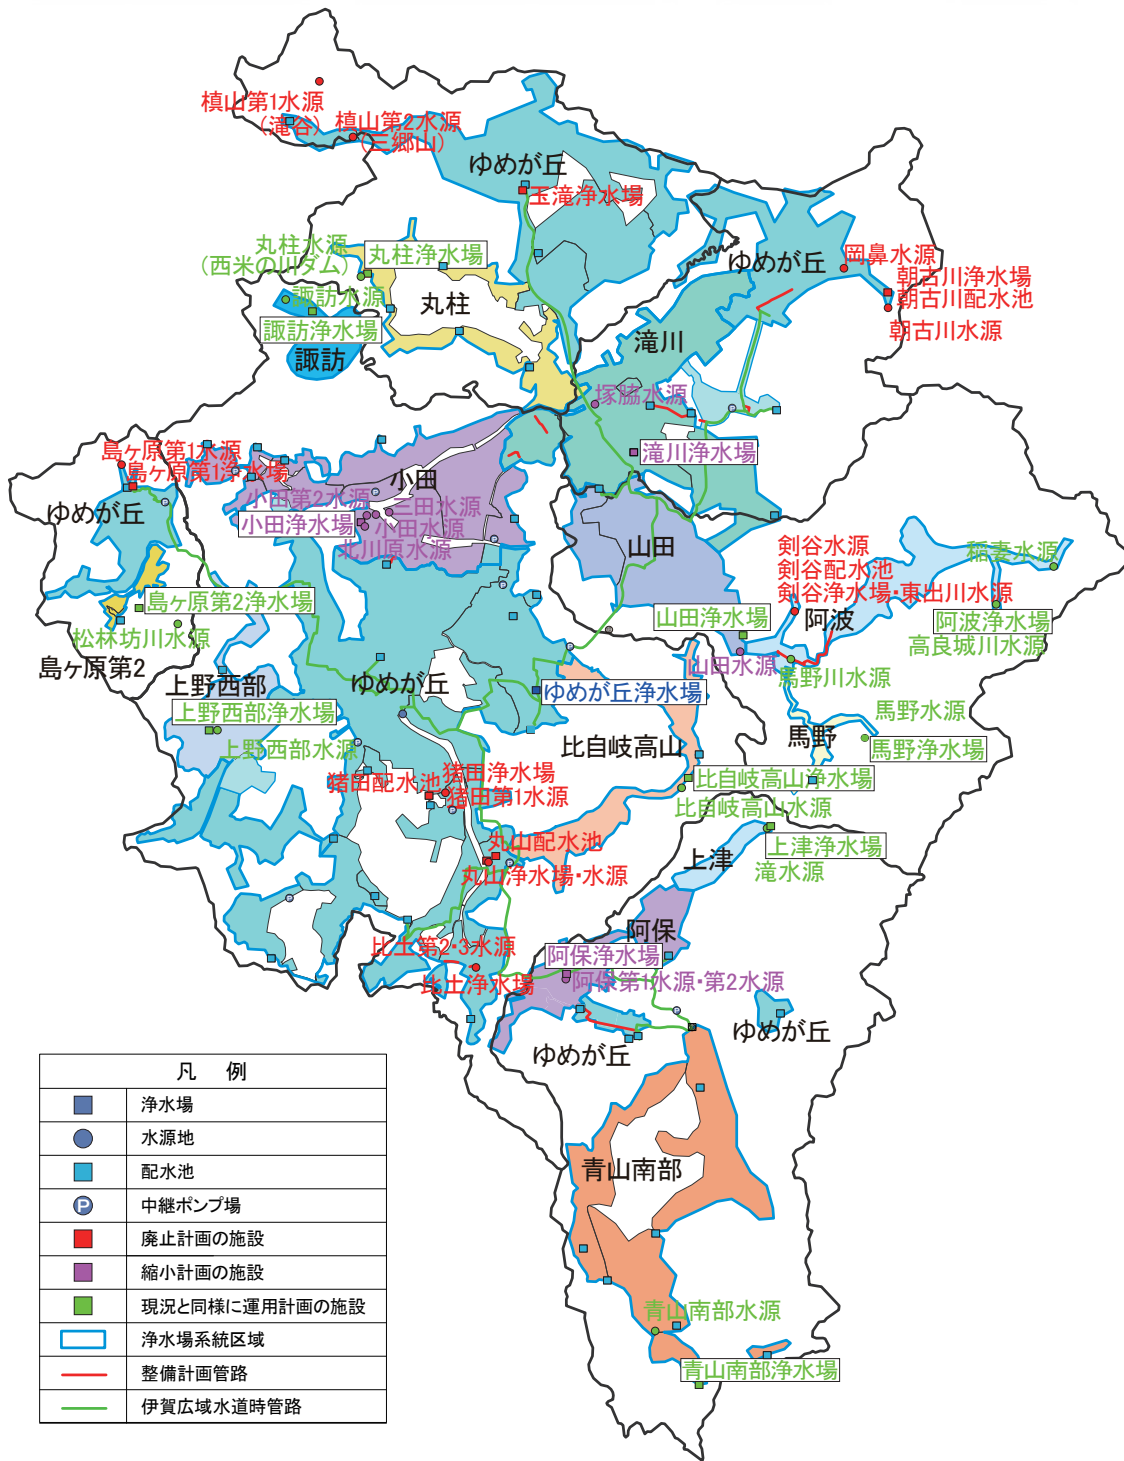 槙山第1水源
(滝谷)
槙山第2水源
(三郷山)
ゆめが丘
玉滝浄水場
丸柱水源
(西米の川ダム)
丸柱浄水場
ゆめが丘
岡鼻水源
朝古川浄水場
朝古川配水池
朝古川水源
諏訪水源
丸柱
諏訪浄水場
諏訪
滝川
塚脇水源
滝川浄水場
島ヶ原第1水源
島ヶ原第1浄水場
小田
ゆめが丘
小田第2水源
三田水源
小田浄水場
小田水源
北川原水源
山田
剣谷水源
剣谷配水池
剣谷浄水場・東出川水源
稲妻水源
島ヶ原第2浄水場
松林坊川水源
島ヶ原第2
山田浄水場
阿波
阿波浄水場
高良城川水源
山田水源
馬野川水源
上野西部
ゆめが丘
ゆめが丘浄水場
上野西部浄水場
上野西部水源
馬野水源
馬野
馬野浄水場
比自岐高山
猪田配水池
猪田浄水場
猪田第1水源
比自岐高山浄水場
比自岐高山水源
丸山配水池
丸山浄水場・水源
上津
上津浄水場
滝水源
比土第2・3水源
比土浄水場
阿保
阿保浄水場
阿保第1水源・第2水源
ゆめが丘
ゆめが丘
青山南部
青山南部水源
青山南部浄水場
凡 例
浄水場
水源地
配水池
P 中継ポンプ場
廃止計画の施設
縮小計画の施設
現況と同様に運用計画の施設
浄水場系統区域
整備計画管路
伊賀広域水道時管路